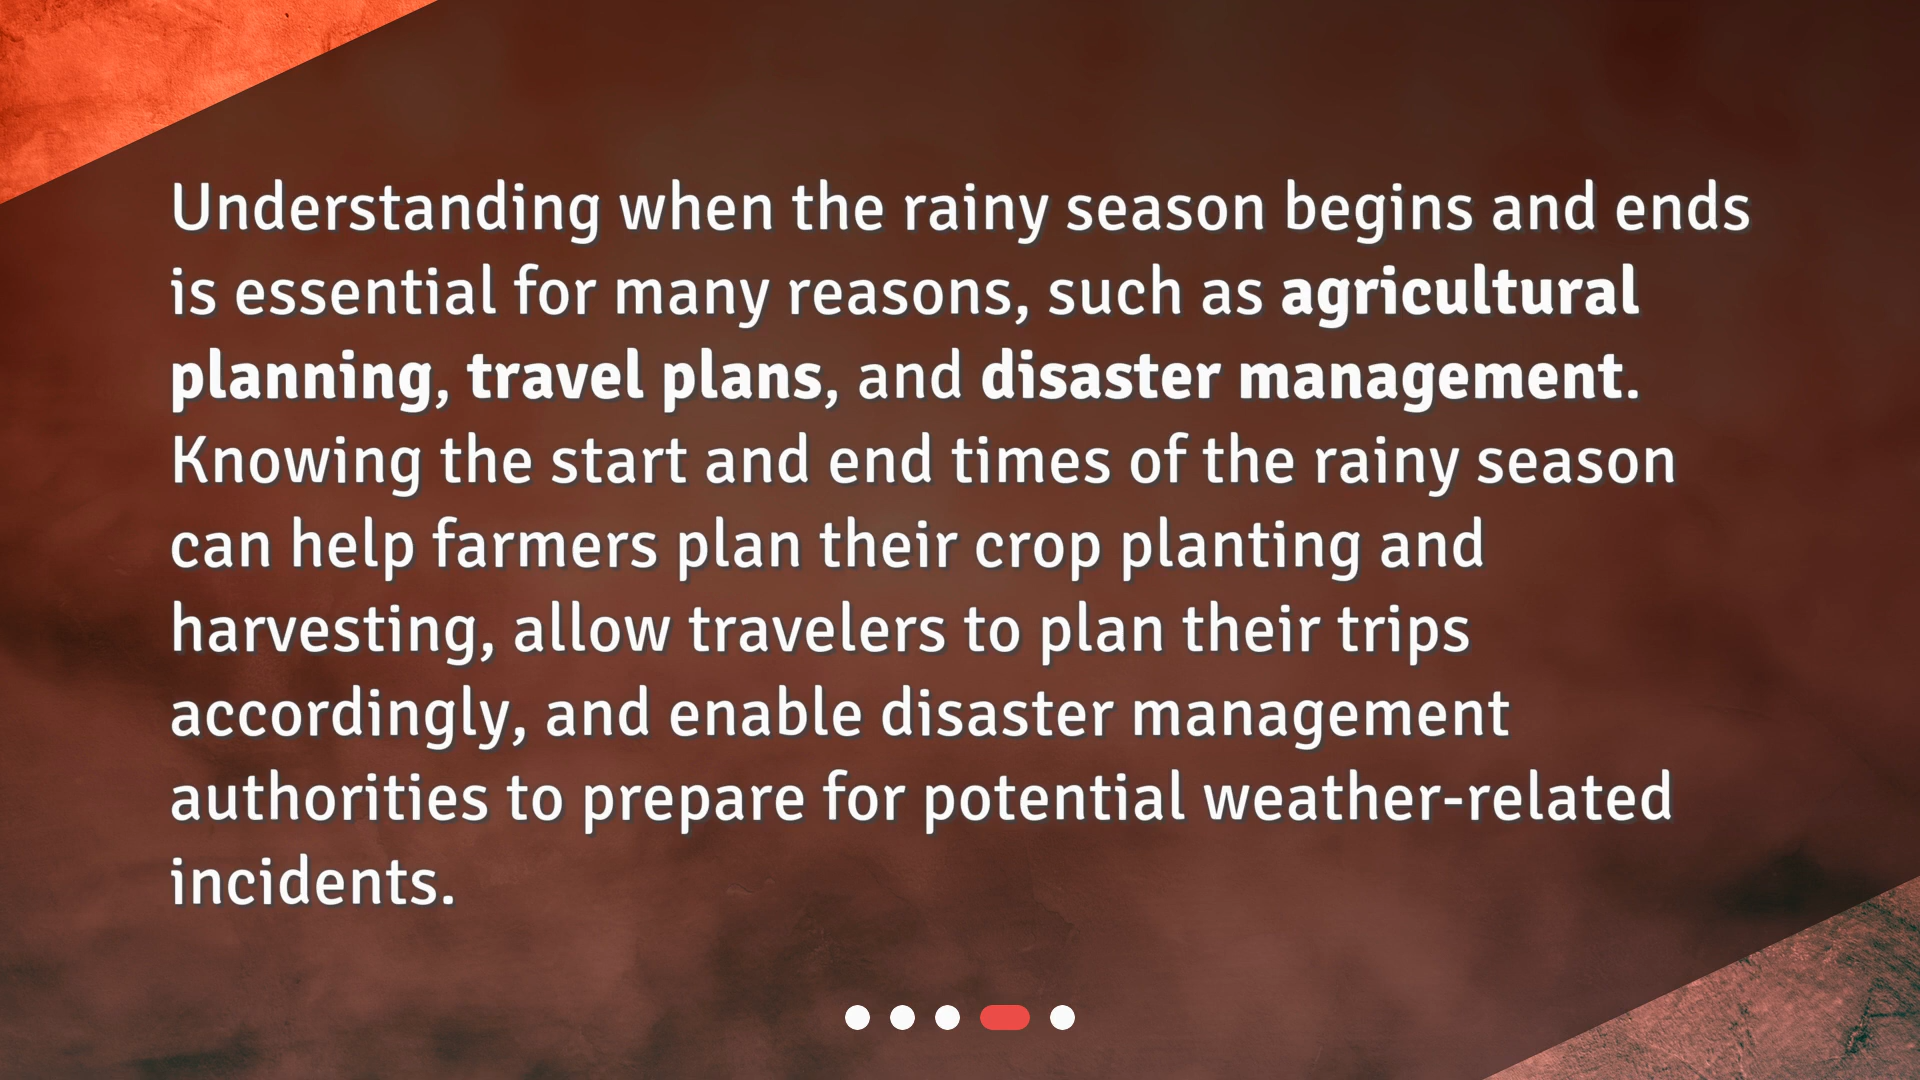 Understanding when the rainy season begins and ends
is essential for many reasons, such as agricultural
planning, travel plans, and disaster management.
Knowing the start and end times of the rainy season
can help farmers plan their crop planting and
harvesting, allow travelers to plan their trips
accordingly, and enable disaster management
authorities to prepare for potential weather-related
incidents.